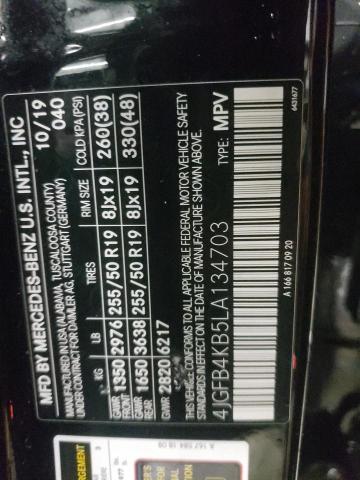 MFD BY MERCEDES-BENZ U.S. INTL., INC
MANUFACTURED IN USA (ALABAMA, TUSCALOOSA COUNTY)
UNDER CONTRACT FOR DAIMLER AG, STUTTGART (GERMANY)
10/19
040
KG LB TIRES RIM SIZE COLD KPA(PSI)
GVWR 1350 2976 255/50 R19 8JX19 260(38)
GAWR FRONT
1650 3638 255/50 R19 8JX19 330(48)
GAWR REAR
2820 6217
GVWR
THIS VEHICLE CONFORMS TO
ALL APPLICABLE FEDERAL MOTOR VEHICLE SAFETY
STANDARDS IN EFFECT ON THE DATE OF MANUFACTURE SHOWN ABOVE.
4JGFB4KB5LA134703 TYPE: MPV
A 166 817 09 20
6431677